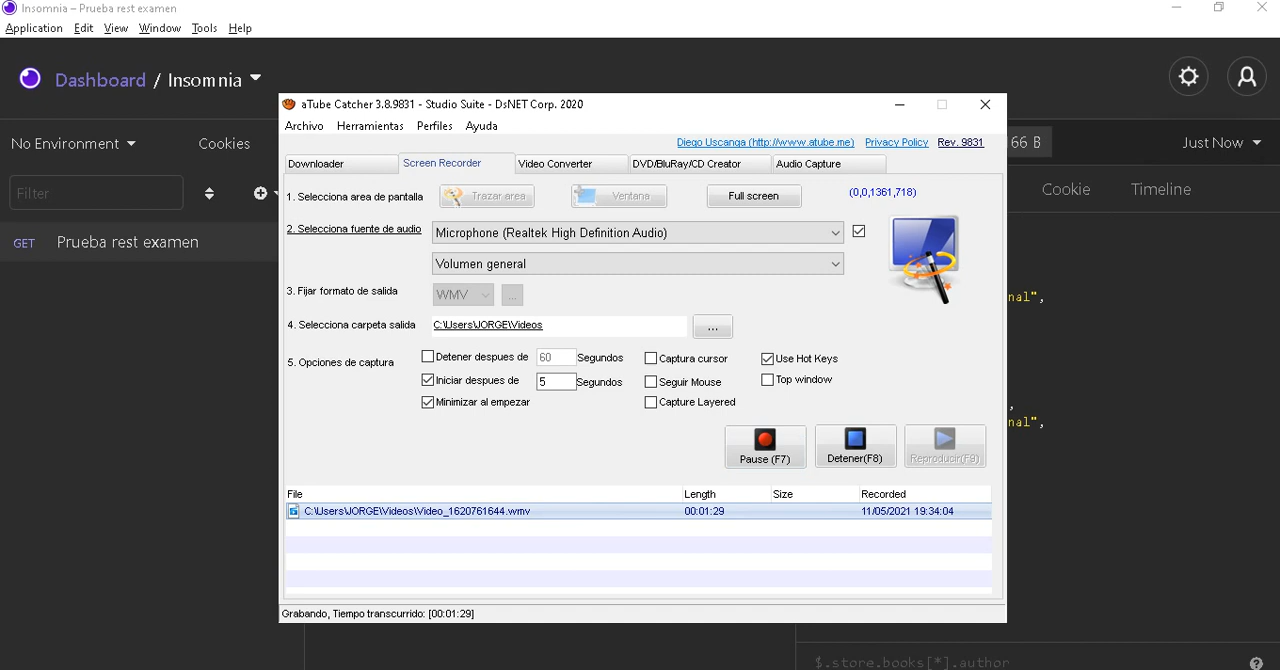 Insomnia – Prueba rest examen
Application Edit View Window Tools Help
Dashboard / Insomnia
aTube Catcher 3.8.9831 - Studio Suite - DsNET Corp. 2020
Archivo Herramientas Perfiles Ayuda
Diego Uscanga (http://www.atube.me) Privacy Policy Rev. 9831
No Environment Cookies
66 B Just Now
Downloader Screen Recorder Video Converter DVD/BluRay/CD Creator Audio Capture
Filter
Cookie Timeline
1. Selecciona area de pantalla Trazar area Ventana Full screen (0,0,1361,718)
2. Selecciona fuente de audio Microphone (Realtek High Definition Audio)
GET Prueba rest examen
Volumen general
3. Fijar formato de salida WMV ...
nal",
4. Selecciona carpeta salida C:\Users\JORGE\Videos ...
5. Opciones de captura Detener despues de 60 Segundos Captura cursor Use Hot Keys
Iniciar despues de 5 Segundos Seguir Mouse Top window
Minimizar al empezar Capture Layered
,
nal",
Pause (F7) Detener(F8) Reproducir(F9)
File Length Size Recorded
C:\Users\JORGE\Videos\Video_1620761644.wmv 00:01:29 11/05/2021 19:34:04
Grabando, Tiempo transcurrido: [00:01:29]
$.store.books[*].author